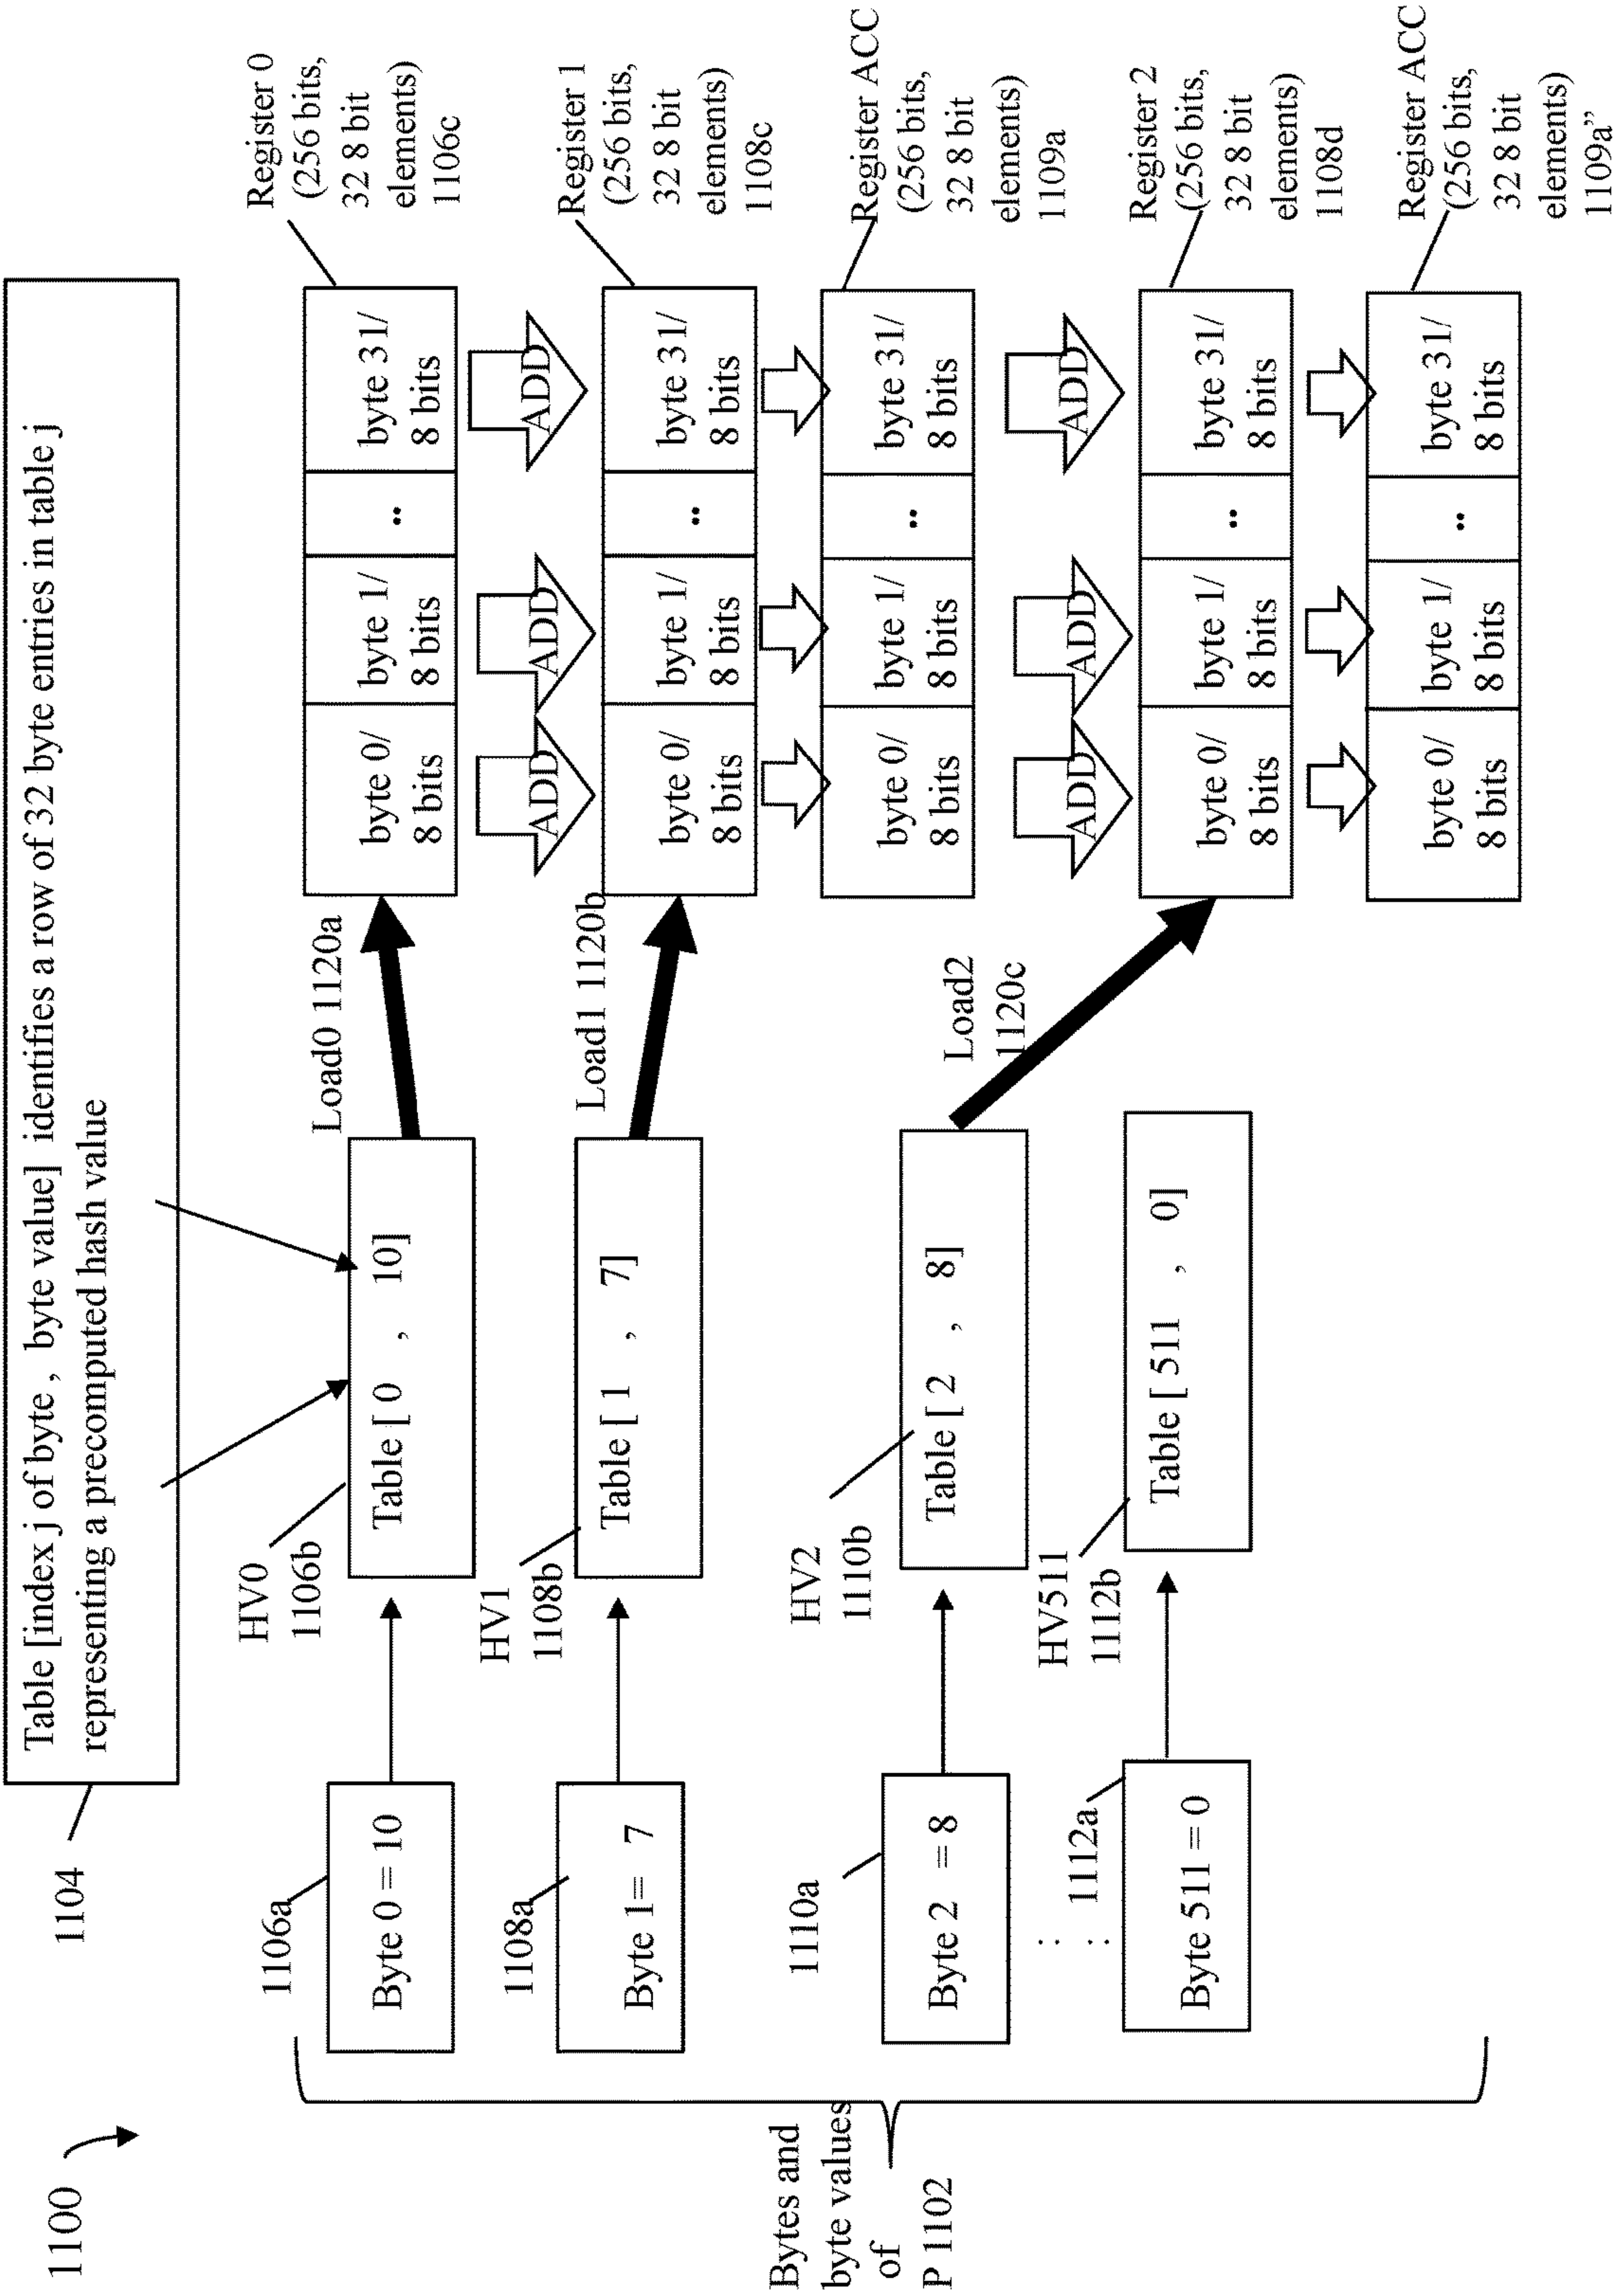 1100
1104
Table [index j of byte , byte value] identifies a row of 32 byte entries in table j
representing a precomputed hash value
Bytes and
byte values
of
P 1102
1106a
Byte 0 = 10
HV0
1106b
Table [ 0 , 10]
Load0 1120a
byte 0/
8 bits
byte 1/
8 bits
..
byte 31/
8 bits
Register 0
(256 bits,
32 8 bit
elements)
1106c
ADD
ADD
ADD
1108a
Byte 1= 7
HV1
1108b
Table [ 1 , 7]
Load1 1120b
byte 0/
8 bits
byte 1/
8 bits
..
byte 31/
8 bits
Register 1
(256 bits,
32 8 bit
elements)
1108c
byte 0/
8 bits
byte 1/
8 bits
..
byte 31/
8 bits
Register ACC
(256 bits,
32 8 bit
elements)
1109a
ADD
ADD
ADD
1110a
Byte 2 = 8
HV2
1110b
Table [ 2 , 8]
Load2
1120c
byte 0/
8 bits
byte 1/
8 bits
..
byte 31/
8 bits
Register 2
(256 bits,
32 8 bit
elements)
1108d
: :
1112a
Byte 511 = 0
HV511
1112b
Table [ 511 , 0]
byte 0/
8 bits
byte 1/
8 bits
..
byte 31/
8 bits
Register ACC
(256 bits,
32 8 bit
elements)
1109a”